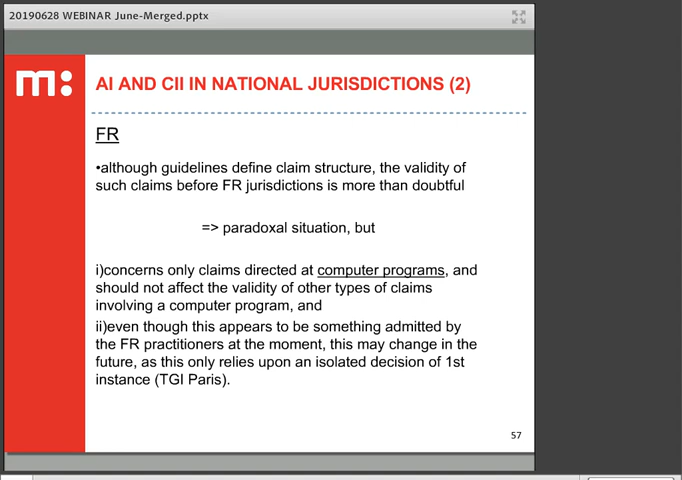 20190628 WEBINAR June-Merged.pptx
m:
AI AND CII IN NATIONAL JURISDICTIONS (2)
FR
•although guidelines define claim structure, the validity of
such claims before FR jurisdictions is more than doubtful
=> paradoxal situation, but
i)concerns only claims directed at computer programs, and
should not affect the validity of other types of claims
involving a computer program, and
ii)even though this appears to be something admitted by
the FR practitioners at the moment, this may change in the
future, as this only relies upon an isolated decision of 1st
instance (TGI Paris).
57